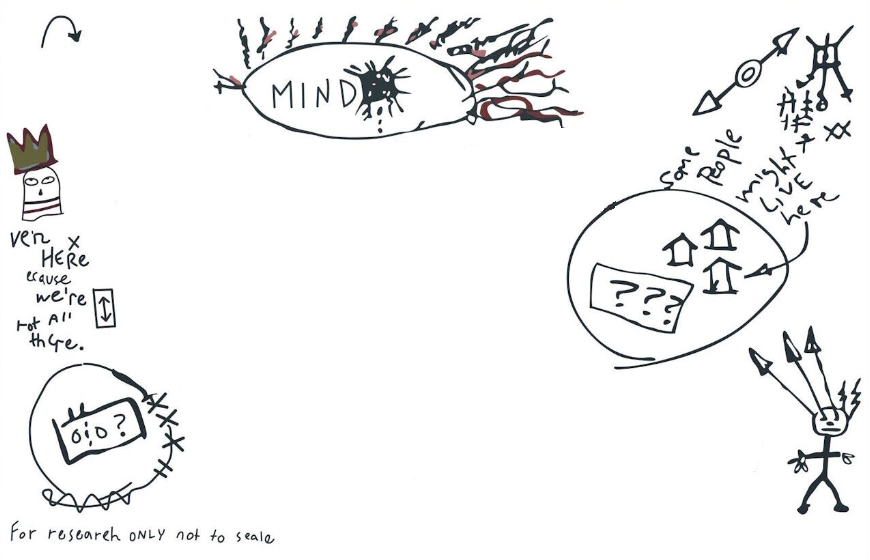 MIND
Some
People
might
LIVE
here
???
ve'r
HERe
ecause
we're
not All
there.
For research ONLY not to scale